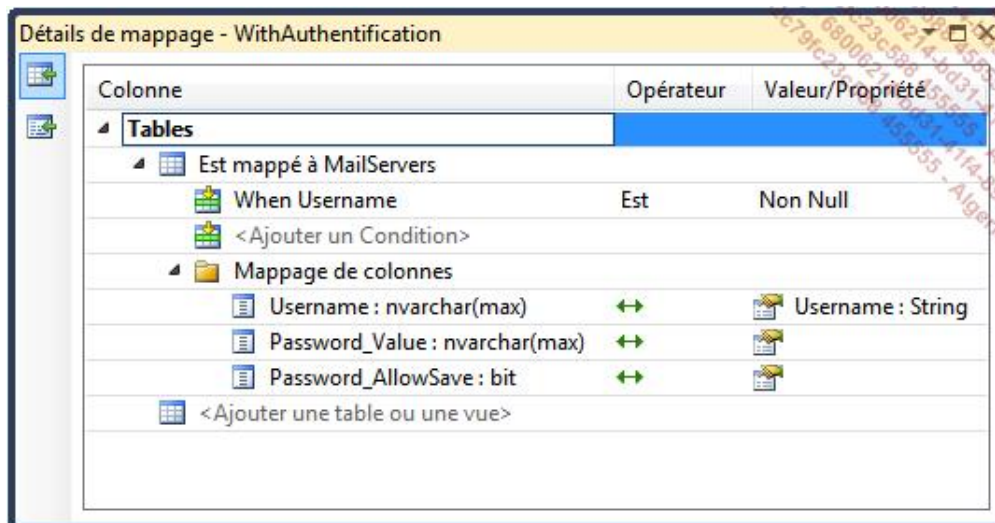 Détails de mappage - WithAuthentification
Colonne Opérateur Valeur/Propriété
Tables
Est mappé à MailServers
When Username Est Non Null
<Ajouter un Condition>
Mappage de colonnes
Username : nvarchar(max) Username : String
Password_Value : nvarchar(max)
Password_AllowSave : bit
<Ajouter une table ou une vue>